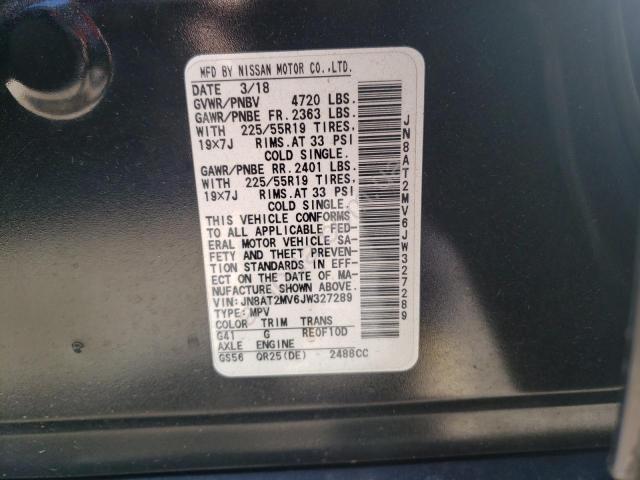 MFD BY NISSAN MOTOR CO.,LTD.
DATE 3/18
GVWR/PNBV 4720 LBS.
GAWR/PNBE FR. 2363 LBS.
WITH 225/55R19 TIRES,
19X7J RIMS. AT 33 PSI
COLD SINGLE.
GAWR/PNBE RR. 2401 LBS.
WITH 225/55R19 TIRES,
19X7J RIMS. AT 33 PSI
COLD SINGLE.
THIS VEHICLE CONFORMS
TO ALL APPLICABLE FED-
ERAL MOTOR VEHICLE SA-
FETY AND THEFT PREVEN-
TION STANDARDS IN EFF-
ECT ON THE DATE OF MA-
NUFACTURE SHOWN ABOVE.
VIN: JN8AT2MV6JW327289
TYPE: MPV
COLOR TRIM TRANS
G41 G RE0F10D
AXLE ENGINE
GS56 QR25(DE) 2488CC
JN8AT2MV6JW327289